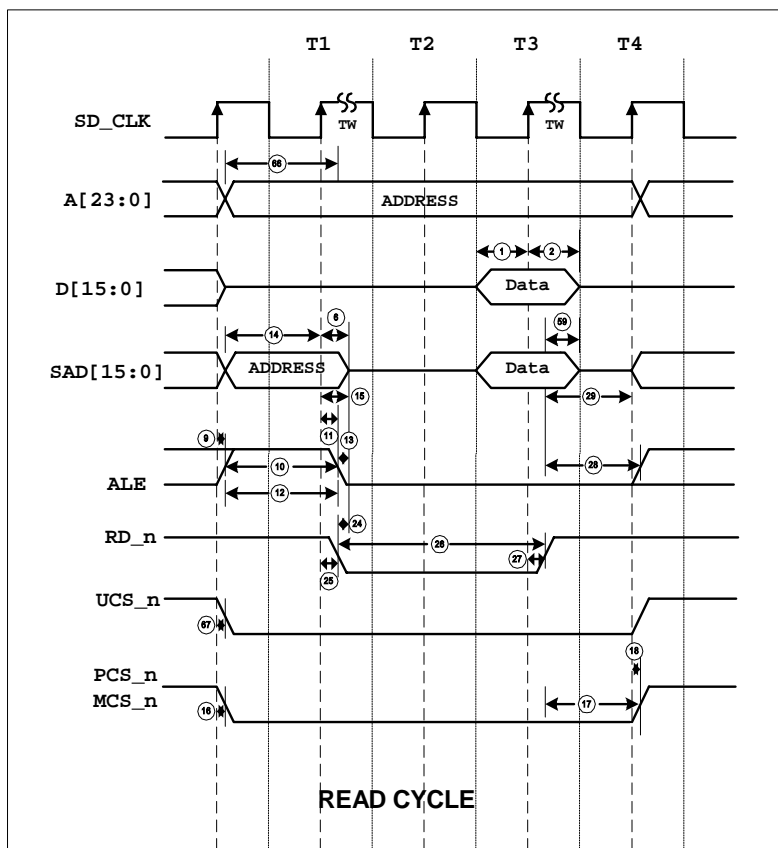 T1 T2 T3 T4
SD_CLK
TW TW
66
A[23:0]
ADDRESS
1 2
D[15:0]
Data
6 59
14
SAD[15:0]
ADDRESS Data
15 29
11 13
9
10 28
ALE
12
24
RD_n
26
27
25
UCS_n
67
18
PCS_n
MCS_n
17
16
READ CYCLE